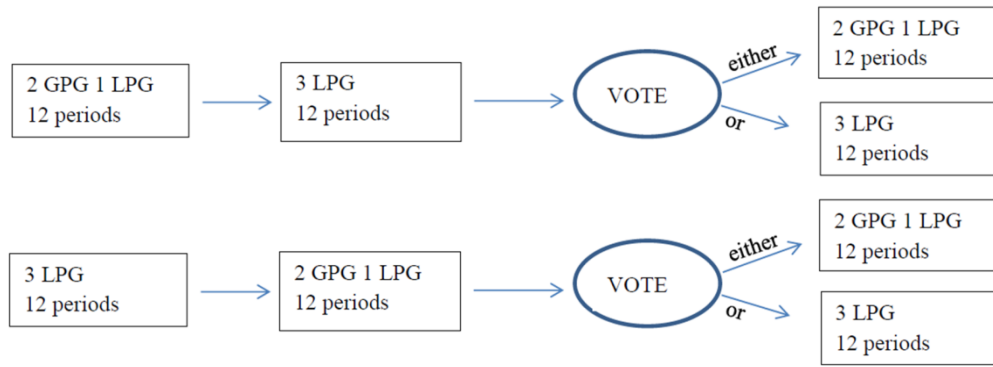 2 GPG 1 LPG
12 periods
3 LPG
12 periods
VOTE
either
or
2 GPG 1 LPG
12 periods
3 LPG
12 periods
3 LPG
12 periods
2 GPG 1 LPG
12 periods
VOTE
either
or
2 GPG 1 LPG
12 periods
3 LPG
12 periods